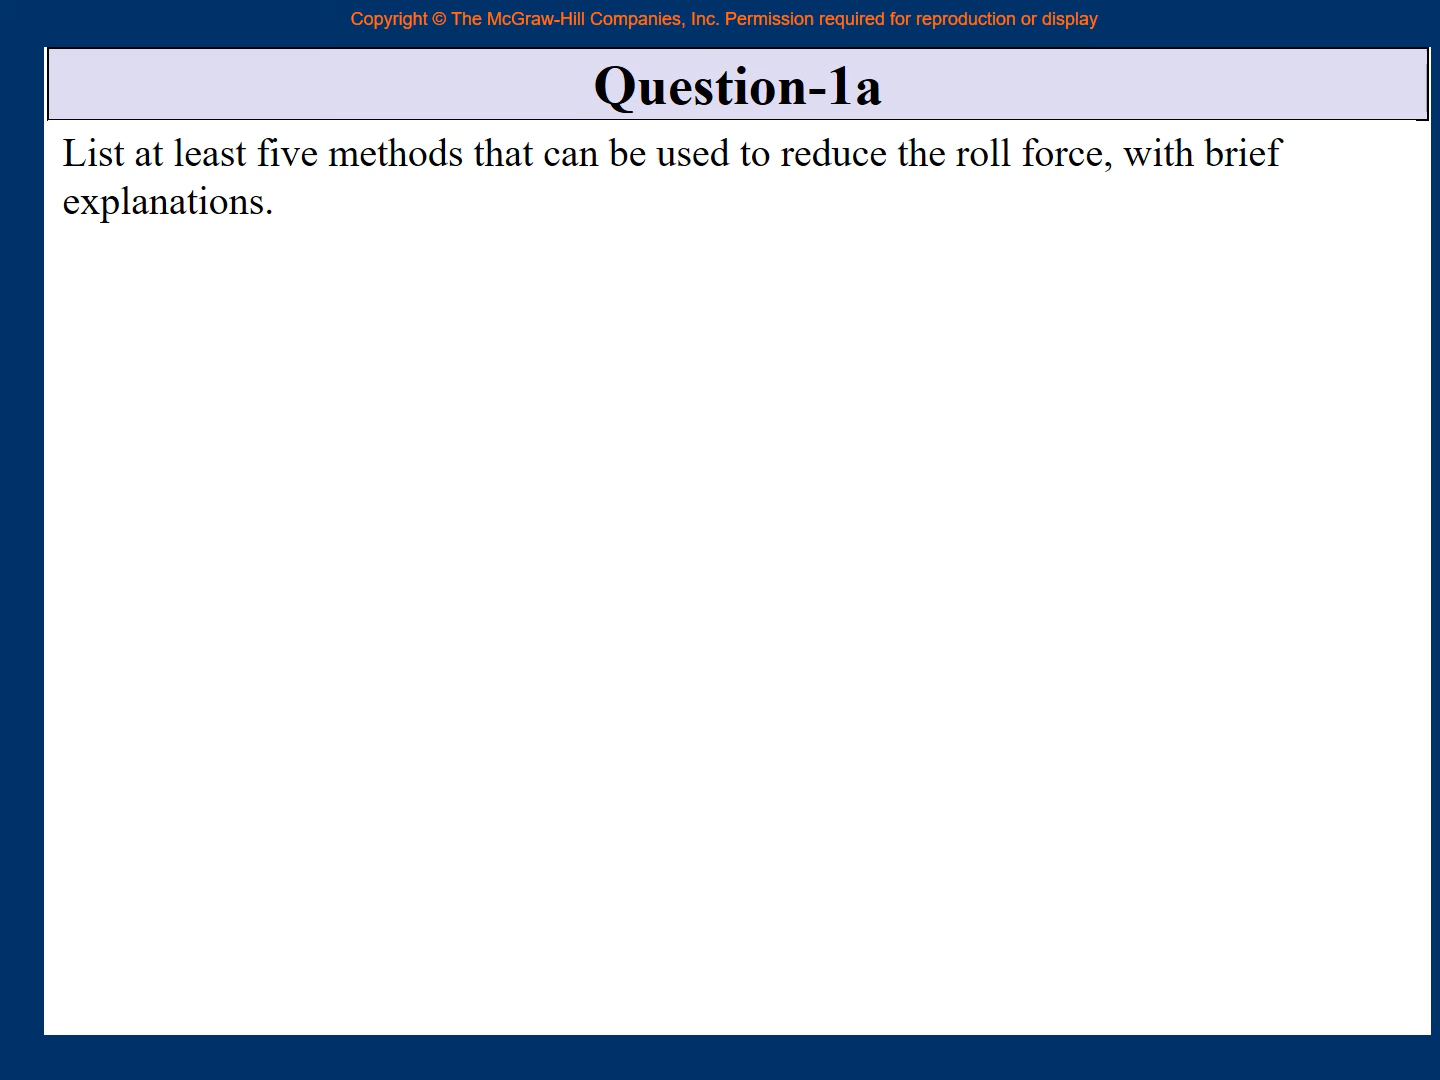 Copyright © The McGraw-Hill Companies, Inc. Permission required for reproduction or display
Question-1a
List at least five methods that can be used to reduce the roll force, with brief
explanations.